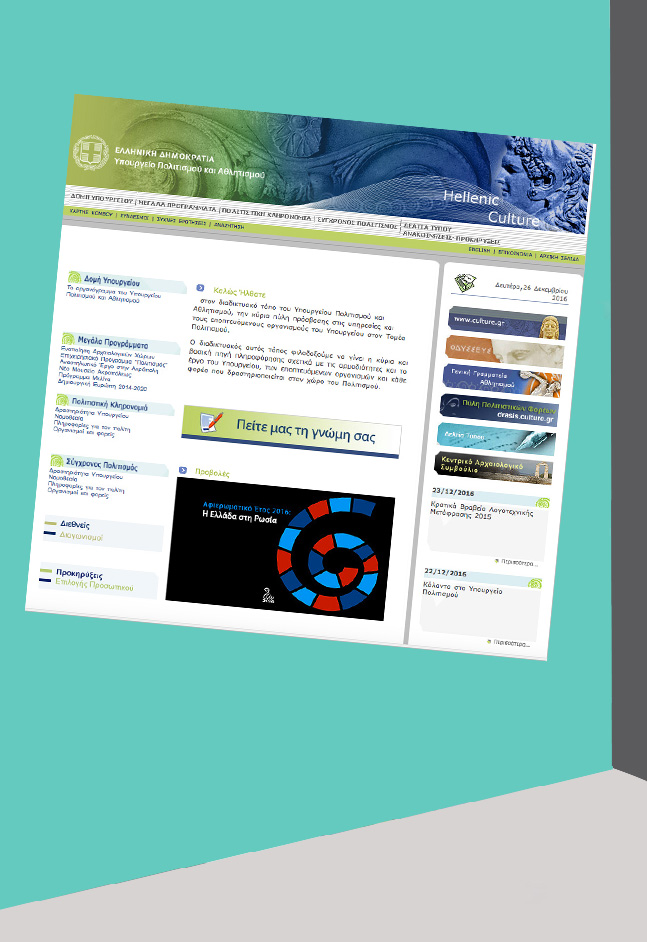 ΕΛΛΗΝΙΚΗ ΔΗΜΟΚΡΑΤΙΑ
Υπουργείο Πολιτισμού και Αθλητισμού
Hellenic
Culture
ΔΟΜΗ ΥΠΟΥΡΓΕΙΟΥ | ΜΕΓΑΛΑ ΠΡΟΓΡΑΜΜΑΤΑ | ΠΟΛΙΤΙΣΤΙΚΗ ΚΛΗΡΟΝΟΜΙΑ | ΣΥΓΧΡΟΝΟΣ ΠΟΛΙΤΙΣΜΟΣ | ΔΕΛΤΙΑ ΤΥΠΟΥ
ΑΝΑΚΟΙΝΩΣΕΙΣ- ΠΡΟΚΗΡΥΞΕΙΣ
ΧΑΡΤΗΣ ΚΟΜΒΟΥ | ΣΥΝΔΕΣΜΟΙ | ΣΥΧΝΕΣ ΕΡΩΤΗΣΕΙΣ | ΑΝΑΖΗΤΗΣΗ
ENGLISH | ΕΠΙΚΟΙΝΩΝΙΑ | ΑΡΧΙΚΗ ΣΕΛΙΔΑ
Δομή Υπουργείου
Το οργανόγραμμα του Υπουργείου
Πολιτισμού και Αθλητισμού
Μεγάλα Προγράμματα
Ενοποίηση Αρχαιολογικών Χώρων
Επιχειρησιακό Πρόγραμμα "Πολιτισμός"
Αναστηλωτικό Έργο στην Ακρόπολη
Νέο Μουσείο Ακροπόλεως
Πρόγραμμα Μελίνα
Δημιουργική Ευρώπη 2014-2020
Πολιτιστική Κληρονομιά
Δραστηριότητα Υπουργείου
Νομοθεσία
Πληροφορίες για τον πολίτη
Οργανισμοί και φορείς
Σύγχρονος Πολιτισμός
Δραστηριότητα Υπουργείου
Νομοθεσία
Πληροφορίες για τον πολίτη
Οργανισμοί και φορείς
Διεθνείς
Διαγωνισμοί
Προκηρύξεις
Επιλογής Προσωπικού
Καλώς Ήλθατε
στον διαδικτυακό τόπο του Υπουργείου Πολιτισμού και
Αθλητισμού, την κύρια πύλη πρόσβασης στις υπηρεσίες και
τους εποπτευόμενους οργανισμούς του Υπουργείου στον Τομέα
Πολιτισμού.
Ο διαδικτυακός αυτός τόπος φιλοδοξούμε να γίνει η κύρια και
βασική πηγή πληροφόρησης σχετικά με τις αρμοδιότητες και το
έργο του Υπουργείου, των εποπτευόμενων οργανισμών και κάθε
φορέα που δραστηριοποιείται στον χώρο του Πολιτισμού.
Πείτε μας τη γνώμη σας
Προβολές
Αφιερωματικό Έτος 2016:
Η Ελλάδα στη Ρωσία
Δευτέρα,26 Δεκεμβρίου
2016
www.culture.gr
ΟΔΥΣΣΕΥΣ
Γενική Γραμματεία
Αθλητισμού
Πύλη Πολιτιστικών Φορέων
drasis.culture.gr
Δελτία Τύπου
Κεντρικό Αρχαιολογικό
Συμβούλιο
23/12/2016
Κρατικά Βραβεία Λογοτεχνικής
Μετάφρασης 2015
Περισσότερα...
22/12/2016
Κάλαντα στο Υπουργείο
Πολιτισμού
Περισσότερα...